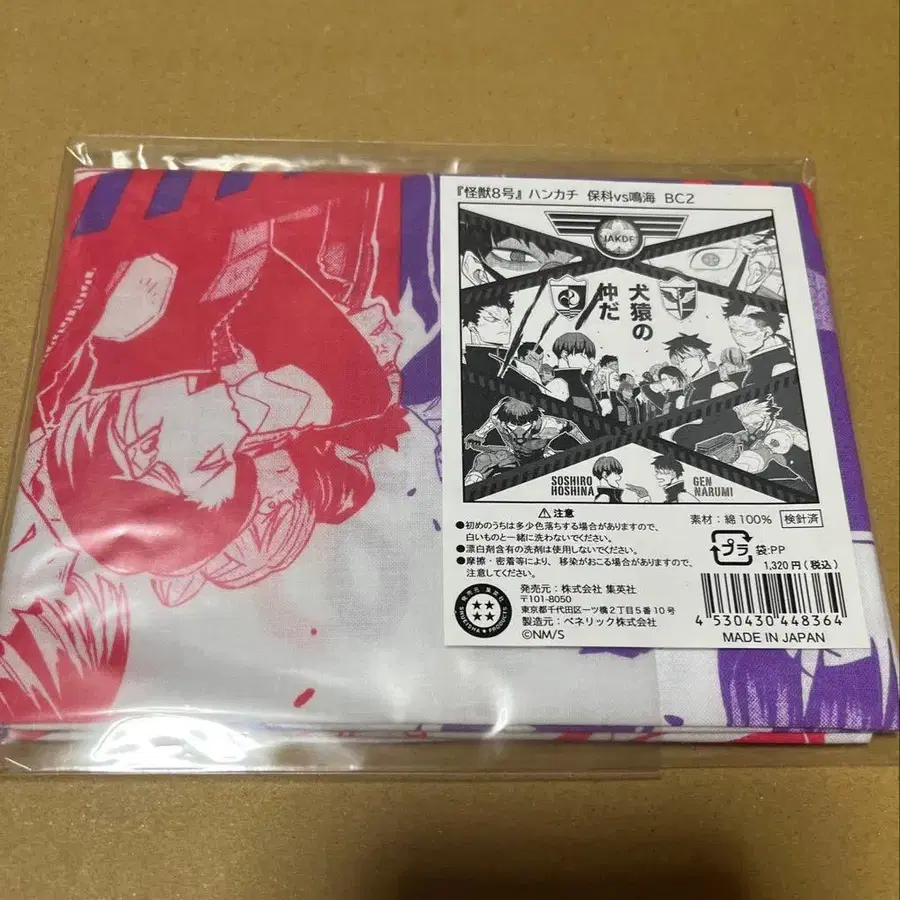 『怪獣8号』ハンカチ 保科vs鳴海 BC2
JAKDF
犬猿の
仲だ
SOSHIRO
HOSHINA
GEN
NARUMI
⚠注意
●初めのうちは多少色落ちする場合がありますので、
白いものと一緒に洗わないでください。
●漂白剤含有の洗剤は使用しないでください。
●摩擦・密着等により、移染がおこる場合がありますので、
注意してください。
素材：綿100% 検針済
プラ 袋:PP
1,320円(税込)
発売元 集英社
SHUEISHA PRODUCTS
発売元：株式会社 集英社
〒101-8050
東京都千代田区一ツ橋2丁目5番10号
製造元：ベネリック株式会社
©NM/S
4 530430 448364
MADE IN JAPAN